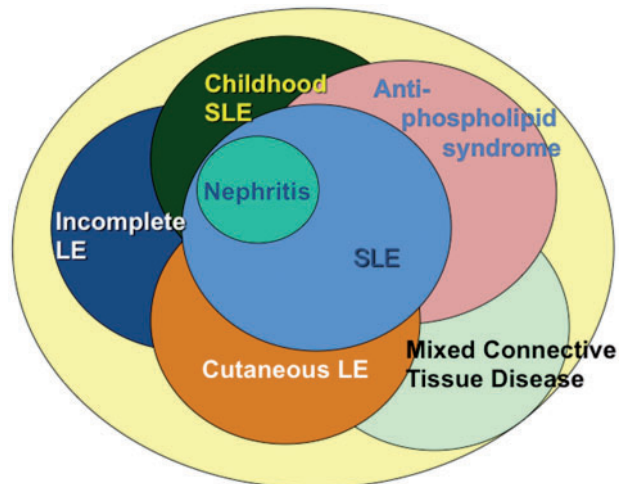 Childhood
SLE
Anti-
phospholipid
syndrome
Nephritis
Incomplete
LE
SLE
Cutaneous LE
Mixed Connective
Tissue Disease